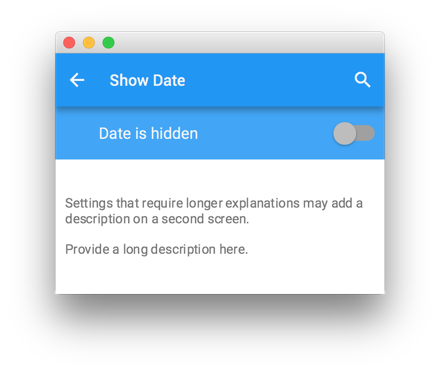 Show Date
Date is hidden
Settings that require longer explanations may add a
description on a second screen.
Provide a long description here.